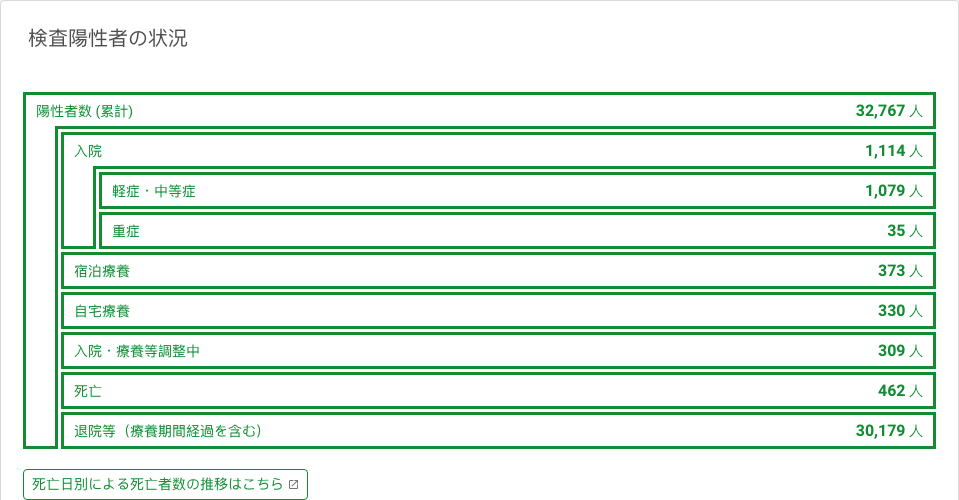 検査陽性者の状況
陽性者数 (累計) 32,767 人
入院 1,114 人
軽症・中等症 1,079 人
重症 35 人
宿泊療養 373 人
自宅療養 330 人
入院・療養等調整中 309 人
死亡 462 人
退院等（療養期間経過を含む） 30,179 人
死亡日別による死亡者数の推移はこちら